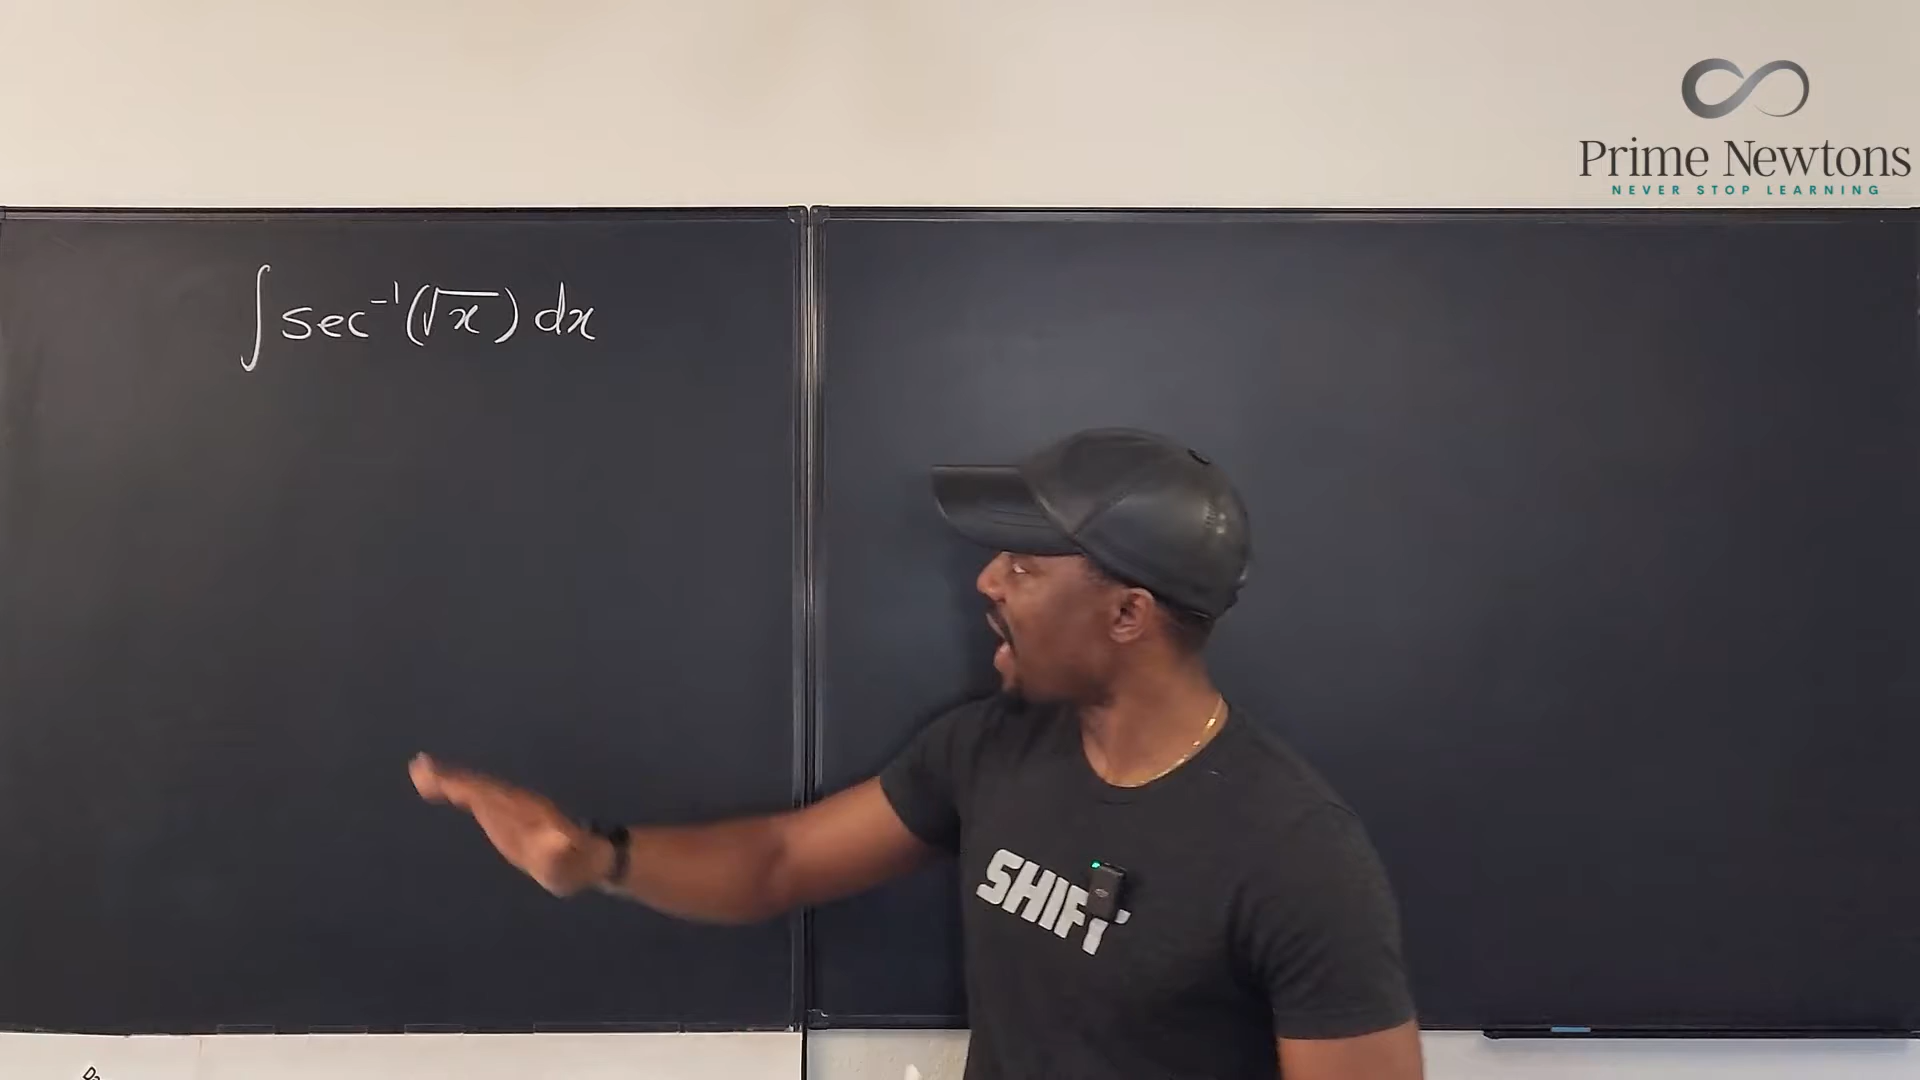 Prime Newtons
NEVER STOP LEARNING
∫ sec⁻¹(√x) dx
SHIFT